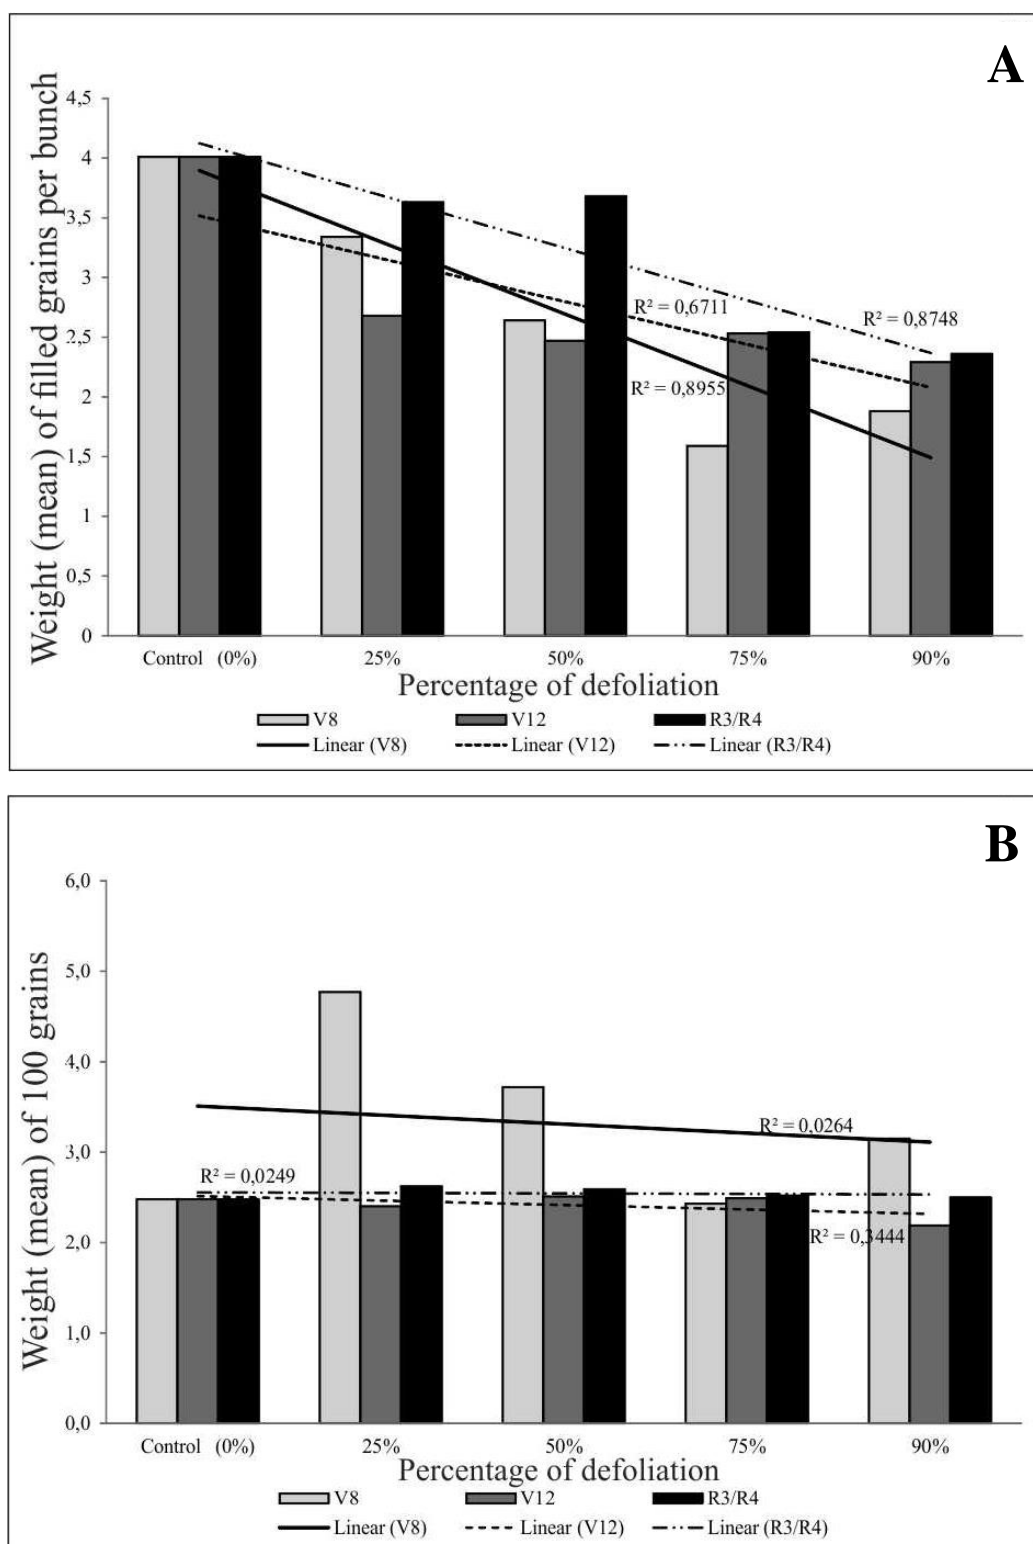 A
Weight (mean) of filled grains per bunch
4,5
4
3,5
3
2,5
2
1,5
1
0,5
0
R² = 0,6711
R² = 0,8748
R² = 0,8955
Control (0%) 25% 50% 75% 90%
Percentage of defoliation
V8 V12 R3/R4
Linear (V8) Linear (V12) Linear (R3/R4)
B
Weight (mean) of 100 grains
6,0
5,0
4,0
3,0
2,0
1,0
0,0
R² = 0,0264
R² = 0,0249
R² = 0,3444
Control (0%) 25% 50% 75% 90%
Percentage of defoliation
V8 V12 R3/R4
Linear (V8) Linear (V12) Linear (R3/R4)